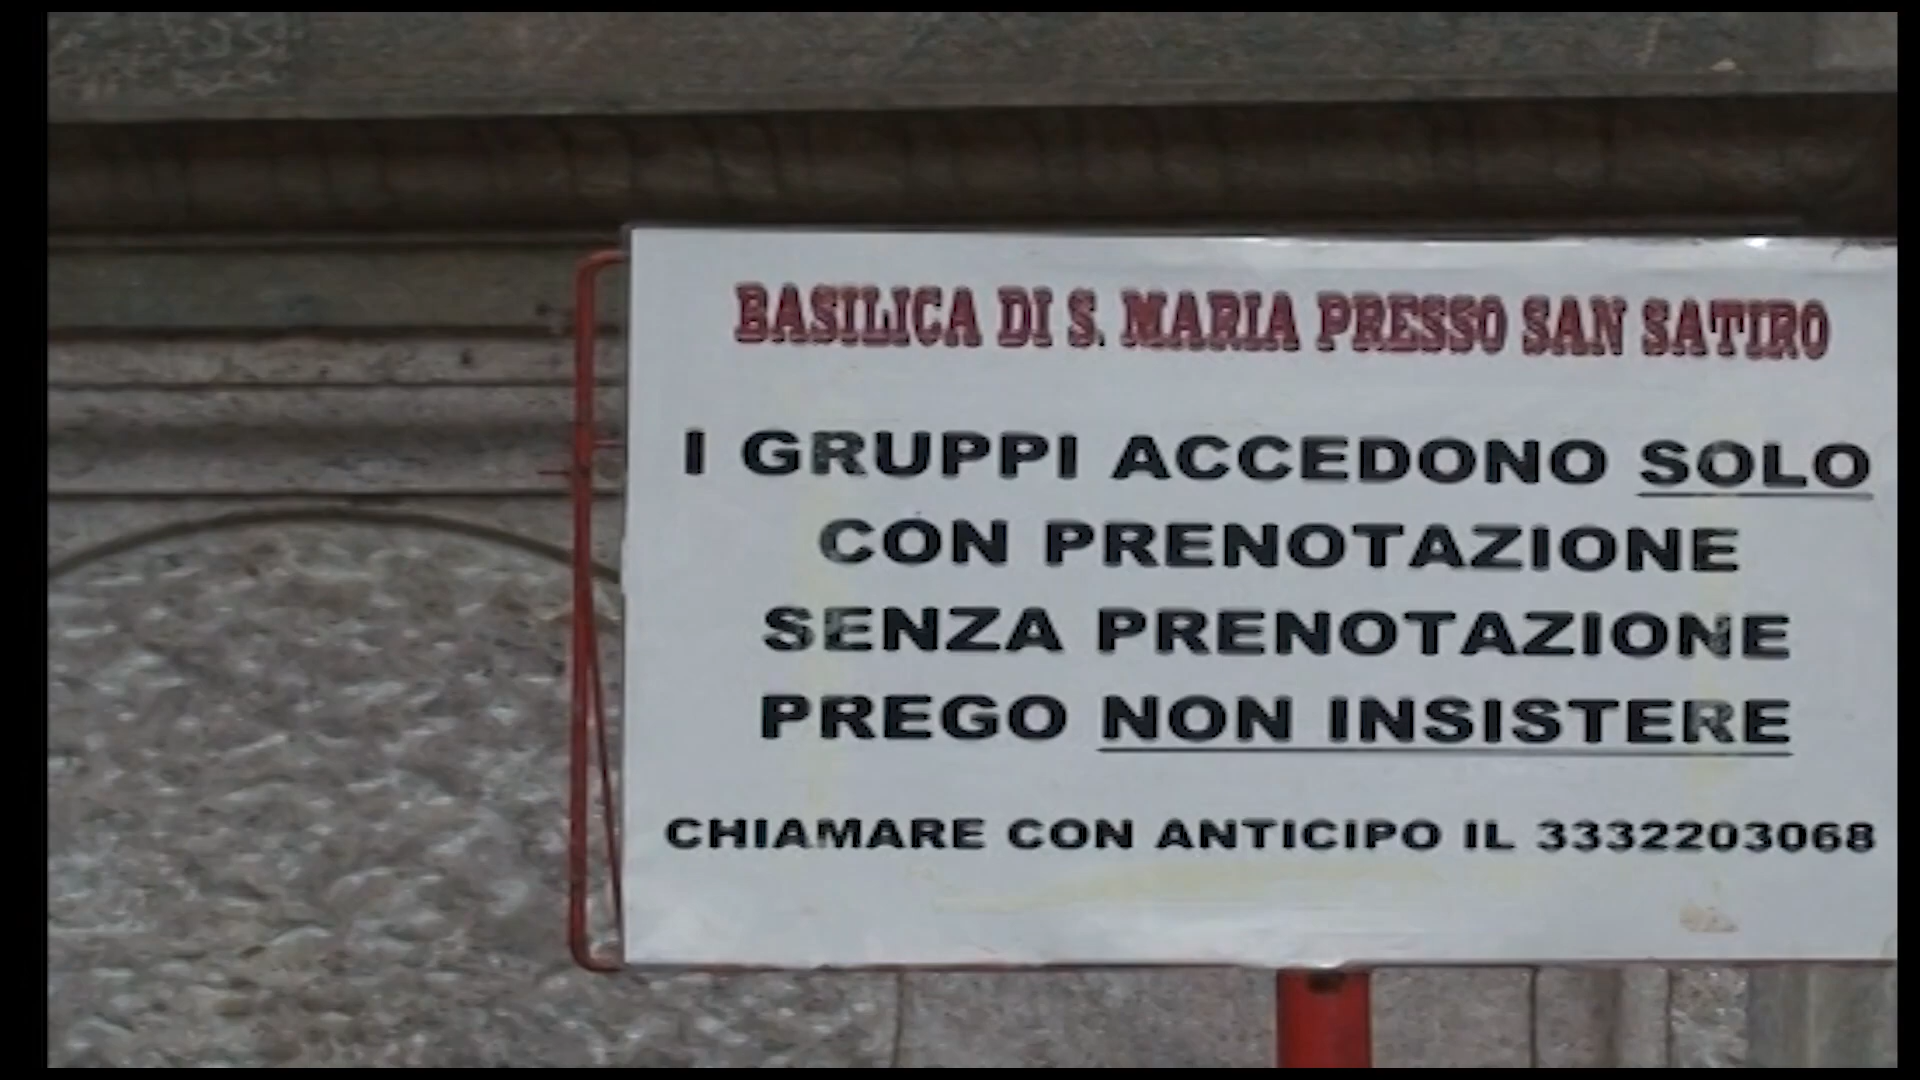 BASILICA DI S. MARIA PRESSO SAN SATIRO
I GRUPPI ACCEDONO SOLO
CON PRENOTAZIONE
SENZA PRENOTAZIONE
PREGO NON INSISTERE
CHIAMARE CON ANTICIPO IL 3332203068